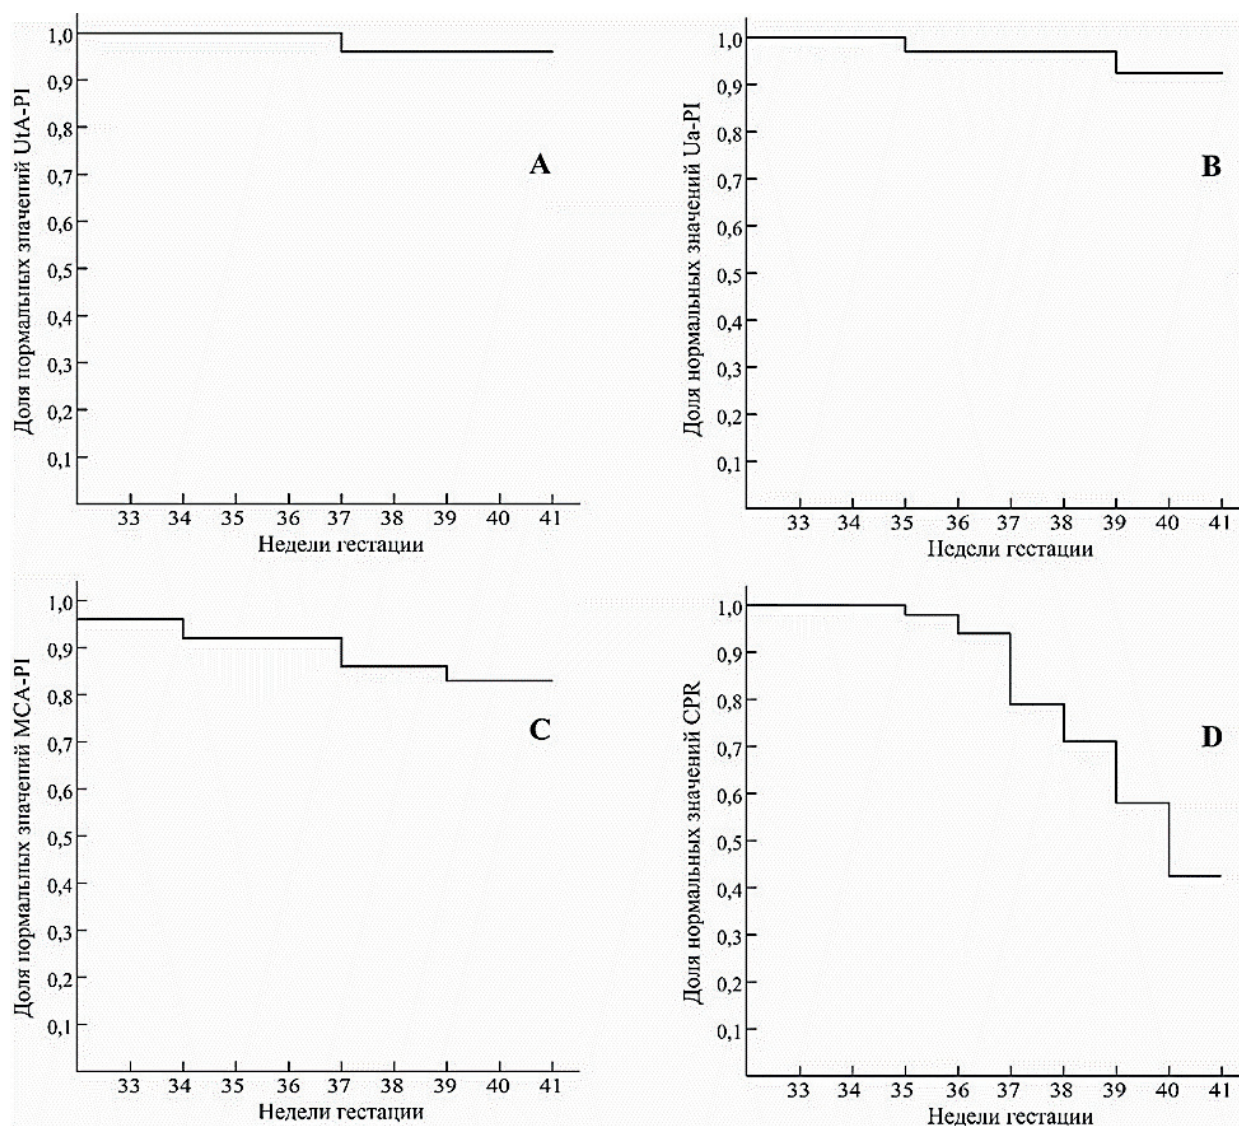 Доля нормальных значений UtA-PI
1,0
0,9
0,8
0,7
0,6
0,5
0,4
0,3
0,2
0,1
A
33 34 35 36 37 38 39 40 41
Недели гестации
Доля нормальных значений Ua-PI
1,0
0,9
0,8
0,7
0,6
0,5
0,4
0,3
0,2
0,1
B
33 34 35 36 37 38 39 40 41
Недели гестации
Доля нормальных значений MCA-PI
1,0
0,9
0,8
0,7
0,6
0,5
0,4
0,3
0,2
0,1
C
33 34 35 36 37 38 39 40 41
Недели гестации
Доля нормальных значений CPR
1,0
0,9
0,8
0,7
0,6
0,5
0,4
0,3
0,2
0,1
D
33 34 35 36 37 38 39 40 41
Недели гестации